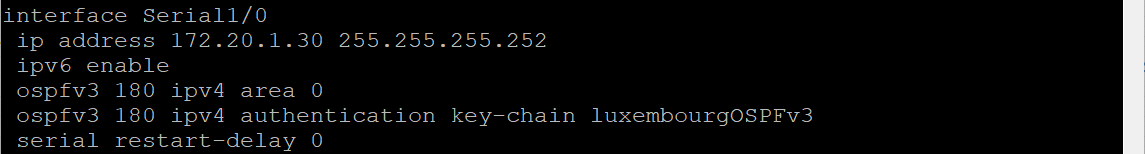 interface Serial1/0
ip address 172.20.1.30 255.255.255.252
ipv6 enable
ospfv3 180 ipv4 area 0
ospfv3 180 ipv4 authentication key-chain luxembourgOSPFv3
serial restart-delay 0